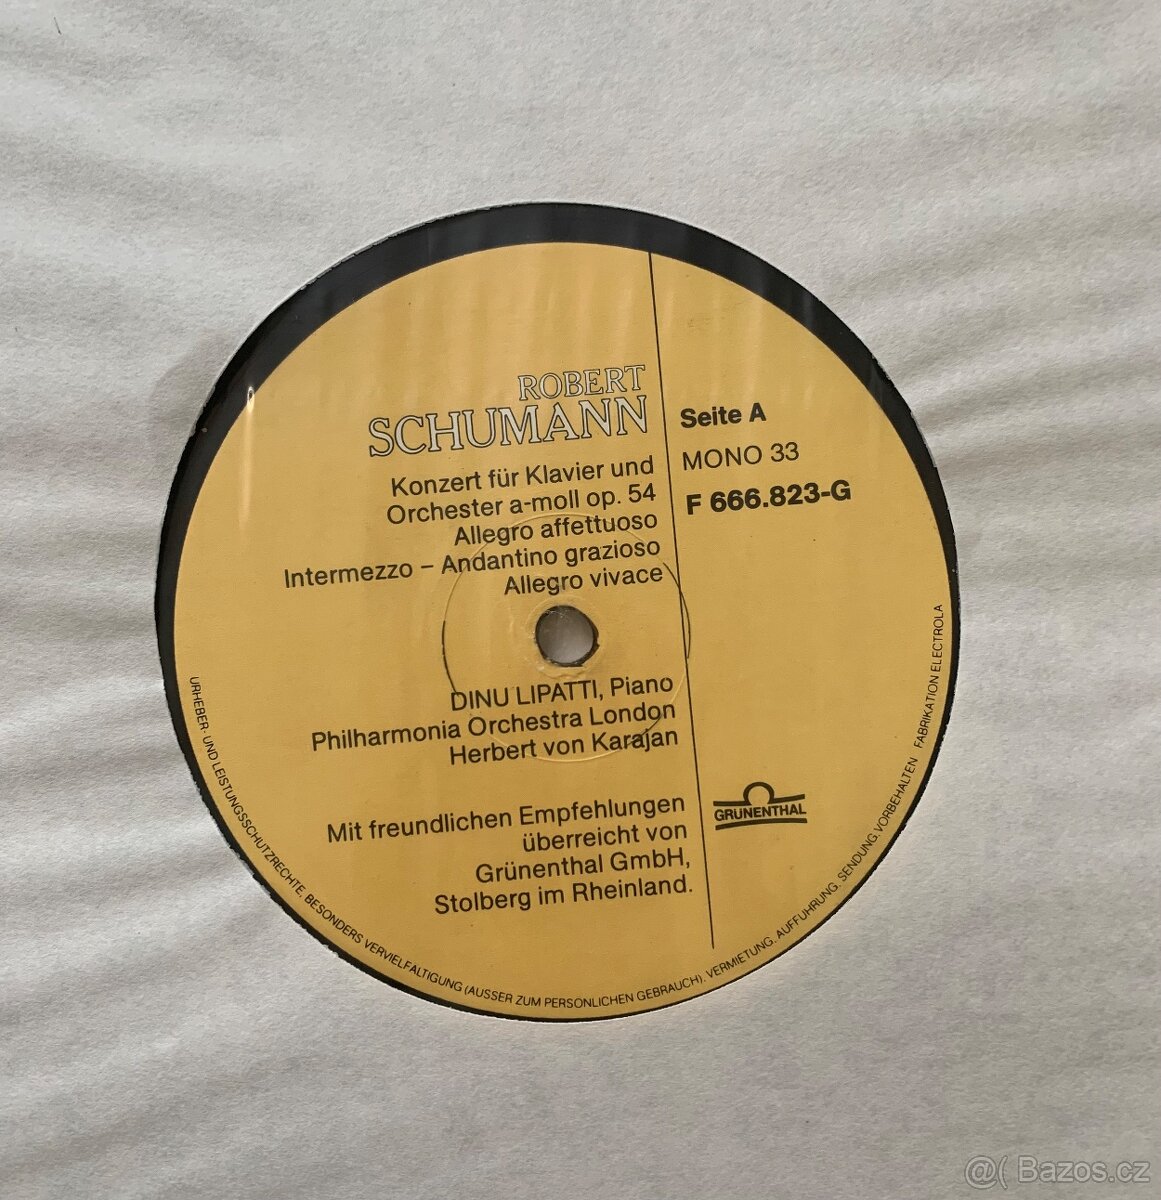 ROBERT
SCHUMANN
Konzert für Klavier und
Orchester a-moll op. 54
Allegro affettuoso
Intermezzo – Andantino grazioso
Allegro vivace
Seite A
MONO 33
F 666.823-G
DINU LIPATTI, Piano
Philharmonia Orchestra London
Herbert von Karajan
Mit freundlichen Empfehlungen
überreicht von
Grünenthal GmbH,
Stolberg im Rheinland.
GRÜNENTHAL
URHEBER- UND LEISTUNGSSCHUTZRECHTE, BESONDERS VERVIELFÄLTIGUNG (AUSSER ZUM PERSÖNLICHEN GEBRAUCH), VERMIETUNG, AUFFÜHRUNG, SENDUNG, VORBEHALTEN FABRIKATION ELECTROLA
@( Bazos.cz